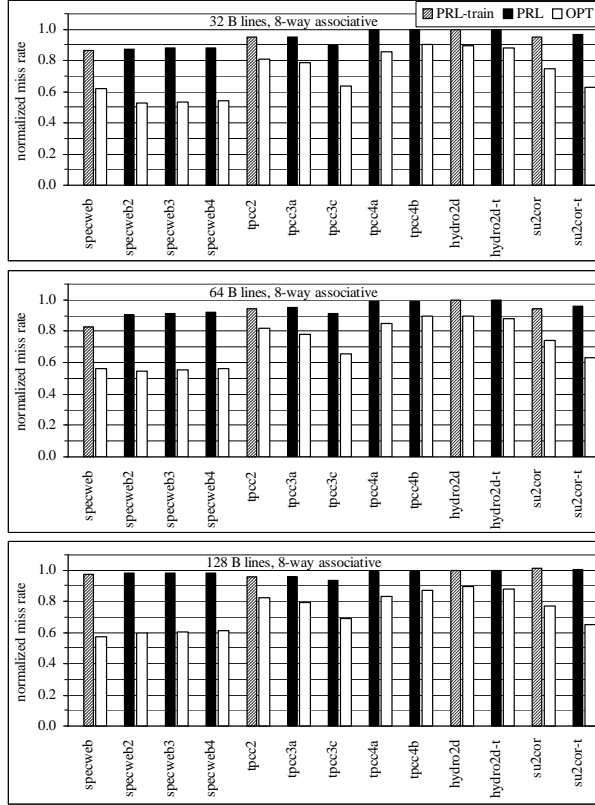 PRL-train PRL OPT
32 B lines, 8-way associative
normalized miss rate
1.0
0.8
0.6
0.4
0.2
0.0
specweb
specweb2
specweb3
specweb4
tpcc2
tpcc3a
tpcc3c
tpcc4a
tpcc4b
hydro2d
hydro2d-t
su2cor
su2cor-t
64 B lines, 8-way associative
normalized miss rate
1.0
0.8
0.6
0.4
0.2
0.0
specweb
specweb2
specweb3
specweb4
tpcc2
tpcc3a
tpcc3c
tpcc4a
tpcc4b
hydro2d
hydro2d-t
su2cor
su2cor-t
128 B lines, 8-way associative
normalized miss rate
1.0
0.8
0.6
0.4
0.2
0.0
specweb
specweb2
specweb3
specweb4
tpcc2
tpcc3a
tpcc3c
tpcc4a
tpcc4b
hydro2d
hydro2d-t
su2cor
su2cor-t